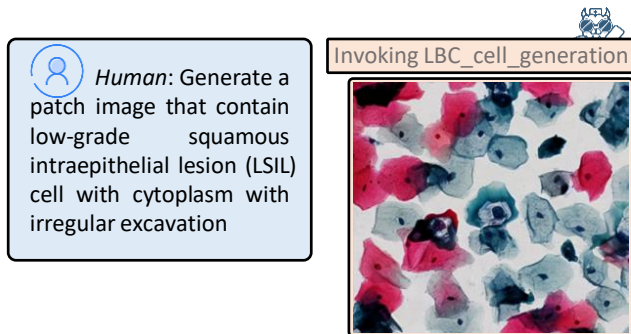 Human: Generate a
patch image that contain
low-grade squamous
intraepithelial lesion (LSIL)
cell with cytoplasm with
irregular excavation
Invoking LBC_cell_generation